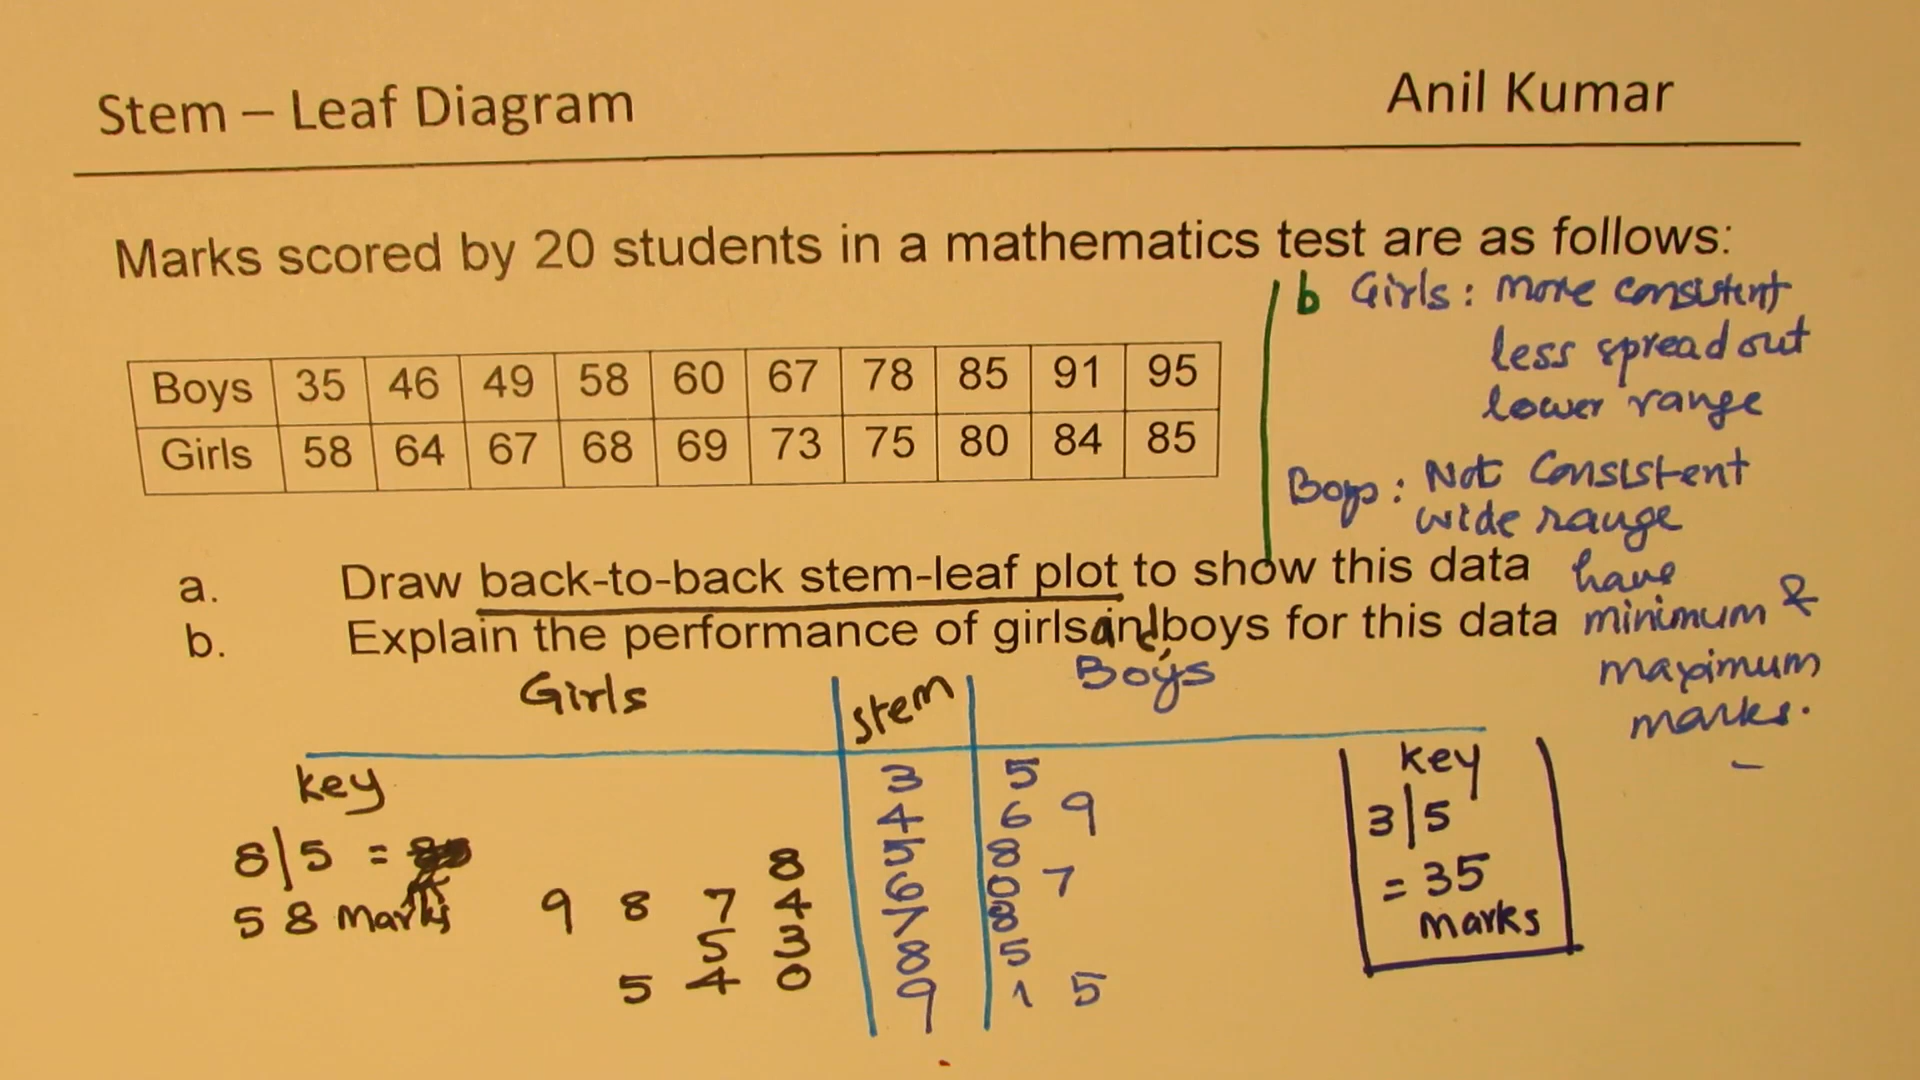 Stem – Leaf Diagram
Anil Kumar
Marks scored by 20 students in a mathematics test are as follows:
Boys 35 46 49 58 60 67 78 85 91 95
Girls 58 64 67 68 69 73 75 80 84 85
b Girls: more consistent
less spread out
lower range
Boys: Not Consistent
wide range
have
minimum &
maximum
marks.
a. Draw back-to-back stem-leaf plot to show this data
b. Explain the performance of girls and boys for this data
Girls stem Boys
3 5
4 6 9
8 5 8
9 8 7 4 6 0 7
5 3 7 8
5 4 0 8 5
9 1 5
key
8|5 =
58 marks
key
3|5
= 35
marks